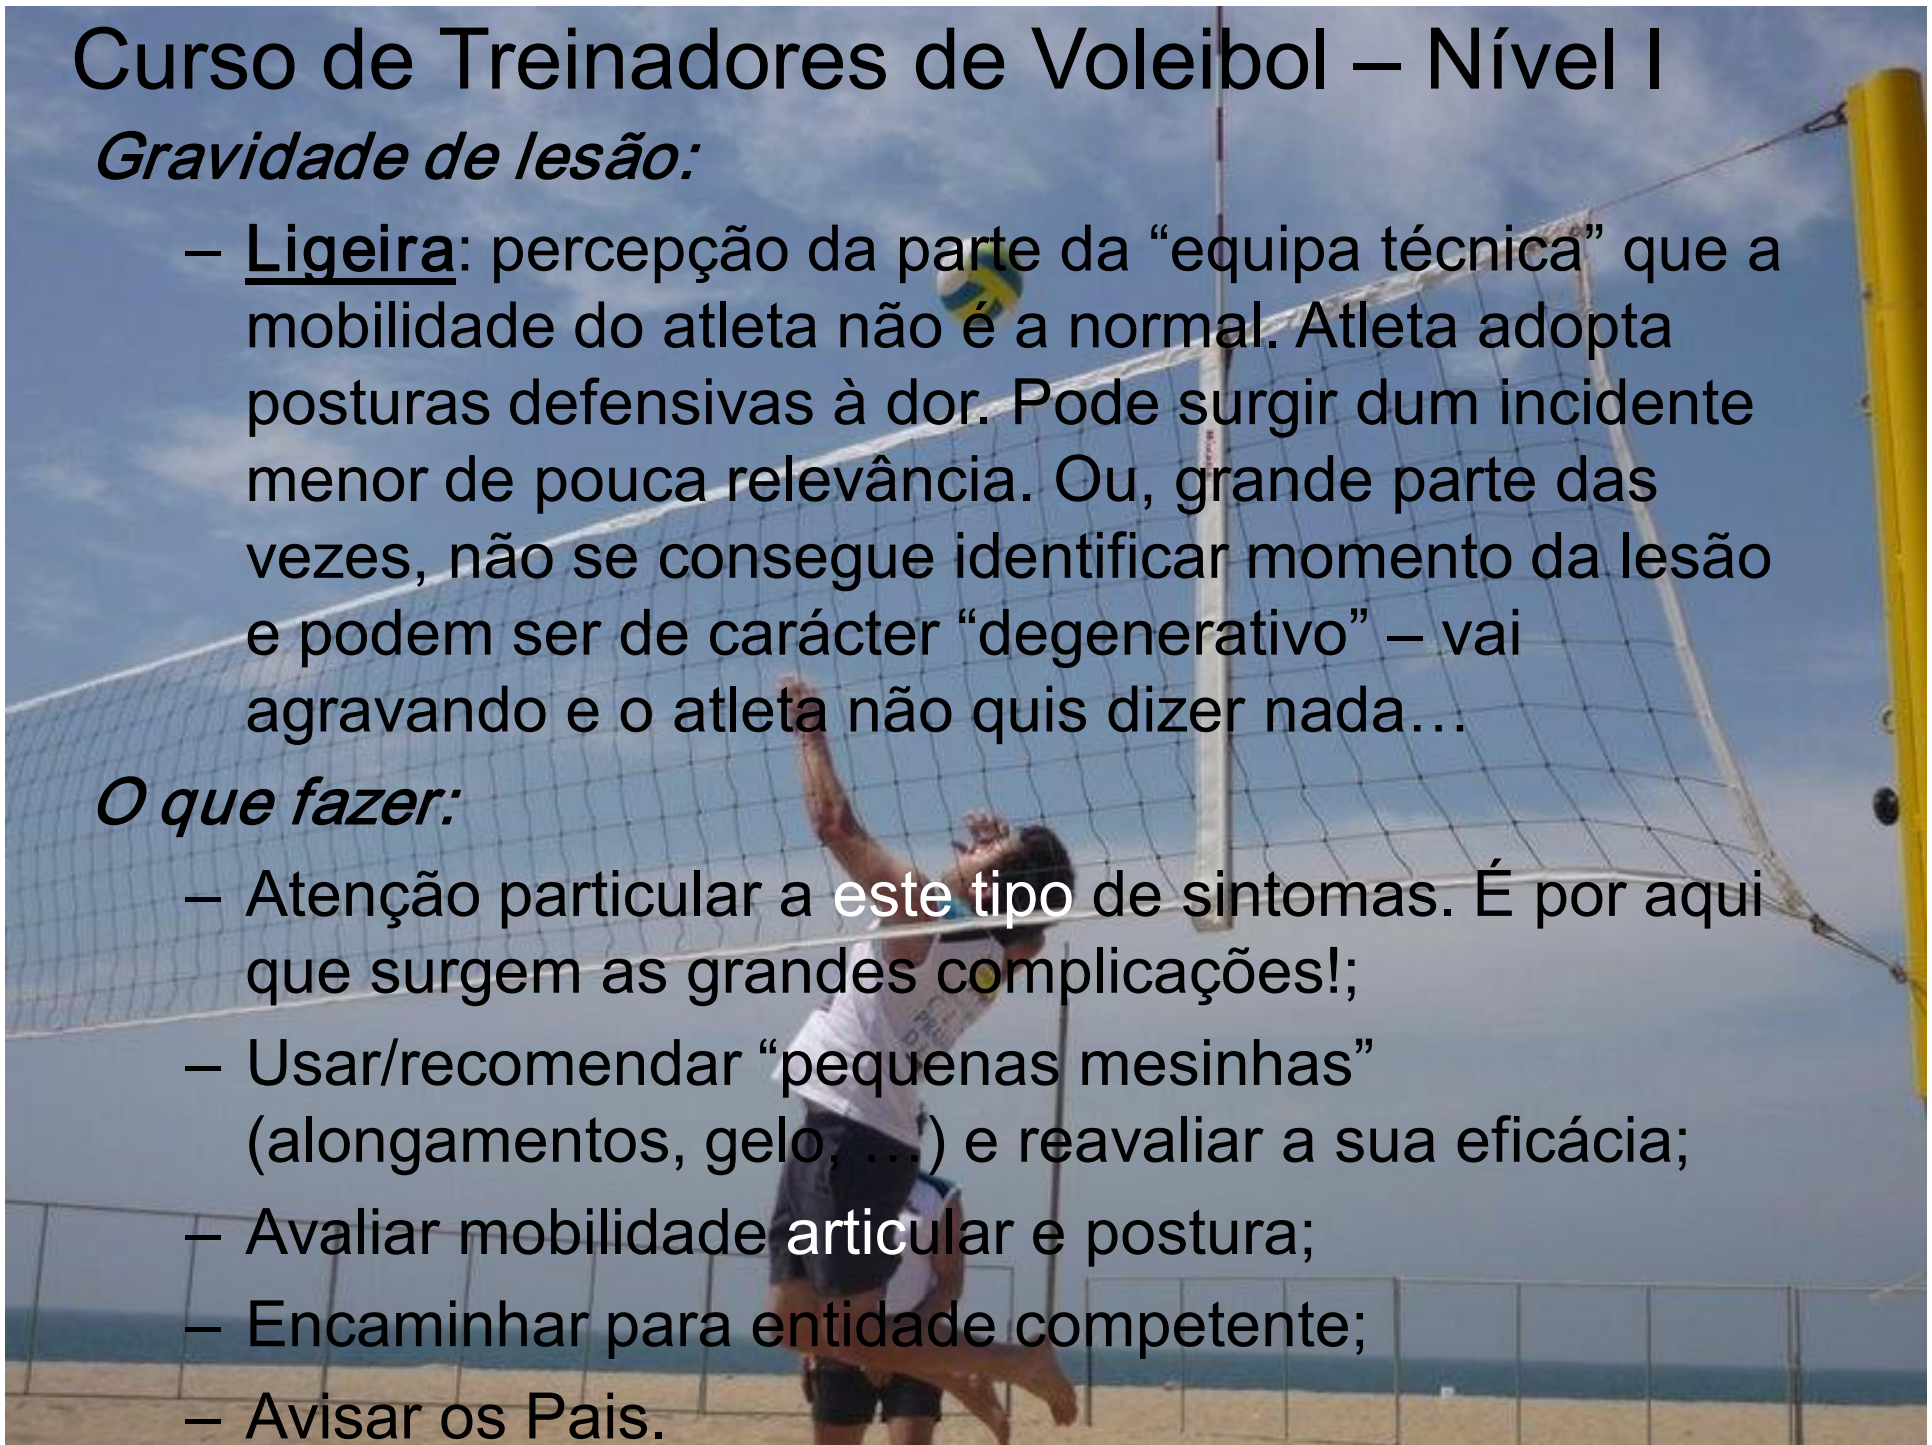 Curso de Treinadores de Voleibol – Nível I
Gravidade de lesão:
– Ligeira: percepção da parte da “equipa técnica” que a
mobilidade do atleta não é a normal. Atleta adopta
posturas defensivas à dor. Pode surgir dum incidente
menor de pouca relevância. Ou, grande parte das
vezes, não se consegue identificar momento da lesão
e podem ser de carácter “degenerativo” – vai
agravando e o atleta não quis dizer nada…
O que fazer:
– Atenção particular a este tipo de sintomas. É por aqui
que surgem as grandes complicações!;
– Usar/recomendar “pequenas mesinhas”
(alongamentos, gelo, …) e reavaliar a sua eficácia;
– Avaliar mobilidade articular e postura;
– Encaminhar para entidade competente;
– Avisar os Pais.